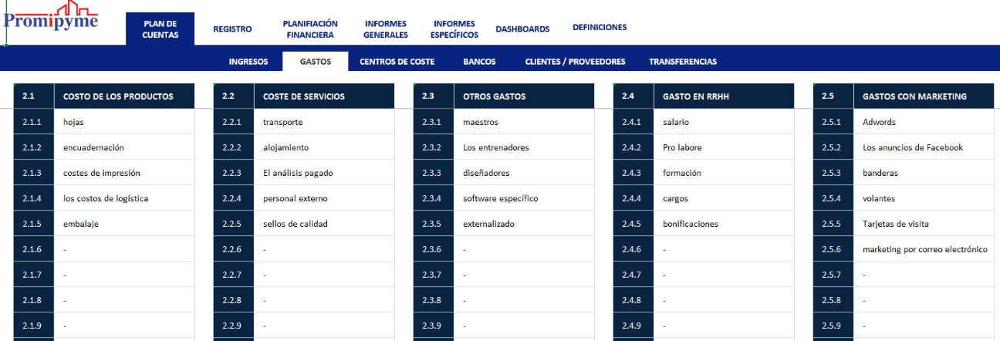 Promipyme
PLAN DE
CUENTAS
REGISTRO
PLANIFIACIÓN
FINANCIERA
INFORMES
GENERALES
INFORMES
ESPECÍFICOS
DASHBOARDS
DEFINICIONES
INGRESOS
GASTOS
CENTROS DE COSTE
BANCOS
CLIENTES / PROVEEDORES
TRANSFERENCIAS
2.1 COSTO DE LOS PRODUCTOS
2.1.1 hojas
2.1.2 encuadernación
2.1.3 costes de impresión
2.1.4 los costos de logística
2.1.5 embalaje
2.1.6 -
2.1.7 -
2.1.8 -
2.1.9 -
2.2 COSTE DE SERVICIOS
2.2.1 transporte
2.2.2 alojamiento
2.2.3 El análisis pagado
2.2.4 personal externo
2.2.5 sellos de calidad
2.2.6 -
2.2.7 -
2.2.8 -
2.2.9 -
2.3 OTROS GASTOS
2.3.1 maestros
2.3.2 Los entrenadores
2.3.3 diseñadores
2.3.4 software específico
2.3.5 externalizado
2.3.6 -
2.3.7 -
2.3.8 -
2.3.9 -
2.4 GASTO EN RRHH
2.4.1 salario
2.4.2 Pro labore
2.4.3 formación
2.4.4 cargos
2.4.5 bonificaciones
2.4.6 -
2.4.7 -
2.4.8 -
2.4.9 -
2.5 GASTOS CON MARKETING
2.5.1 Adwords
2.5.2 Los anuncios de Facebook
2.5.3 banderas
2.5.4 volantes
2.5.5 Tarjetas de visita
2.5.6 marketing por correo electrónico
2.5.7 -
2.5.8 -
2.5.9 -